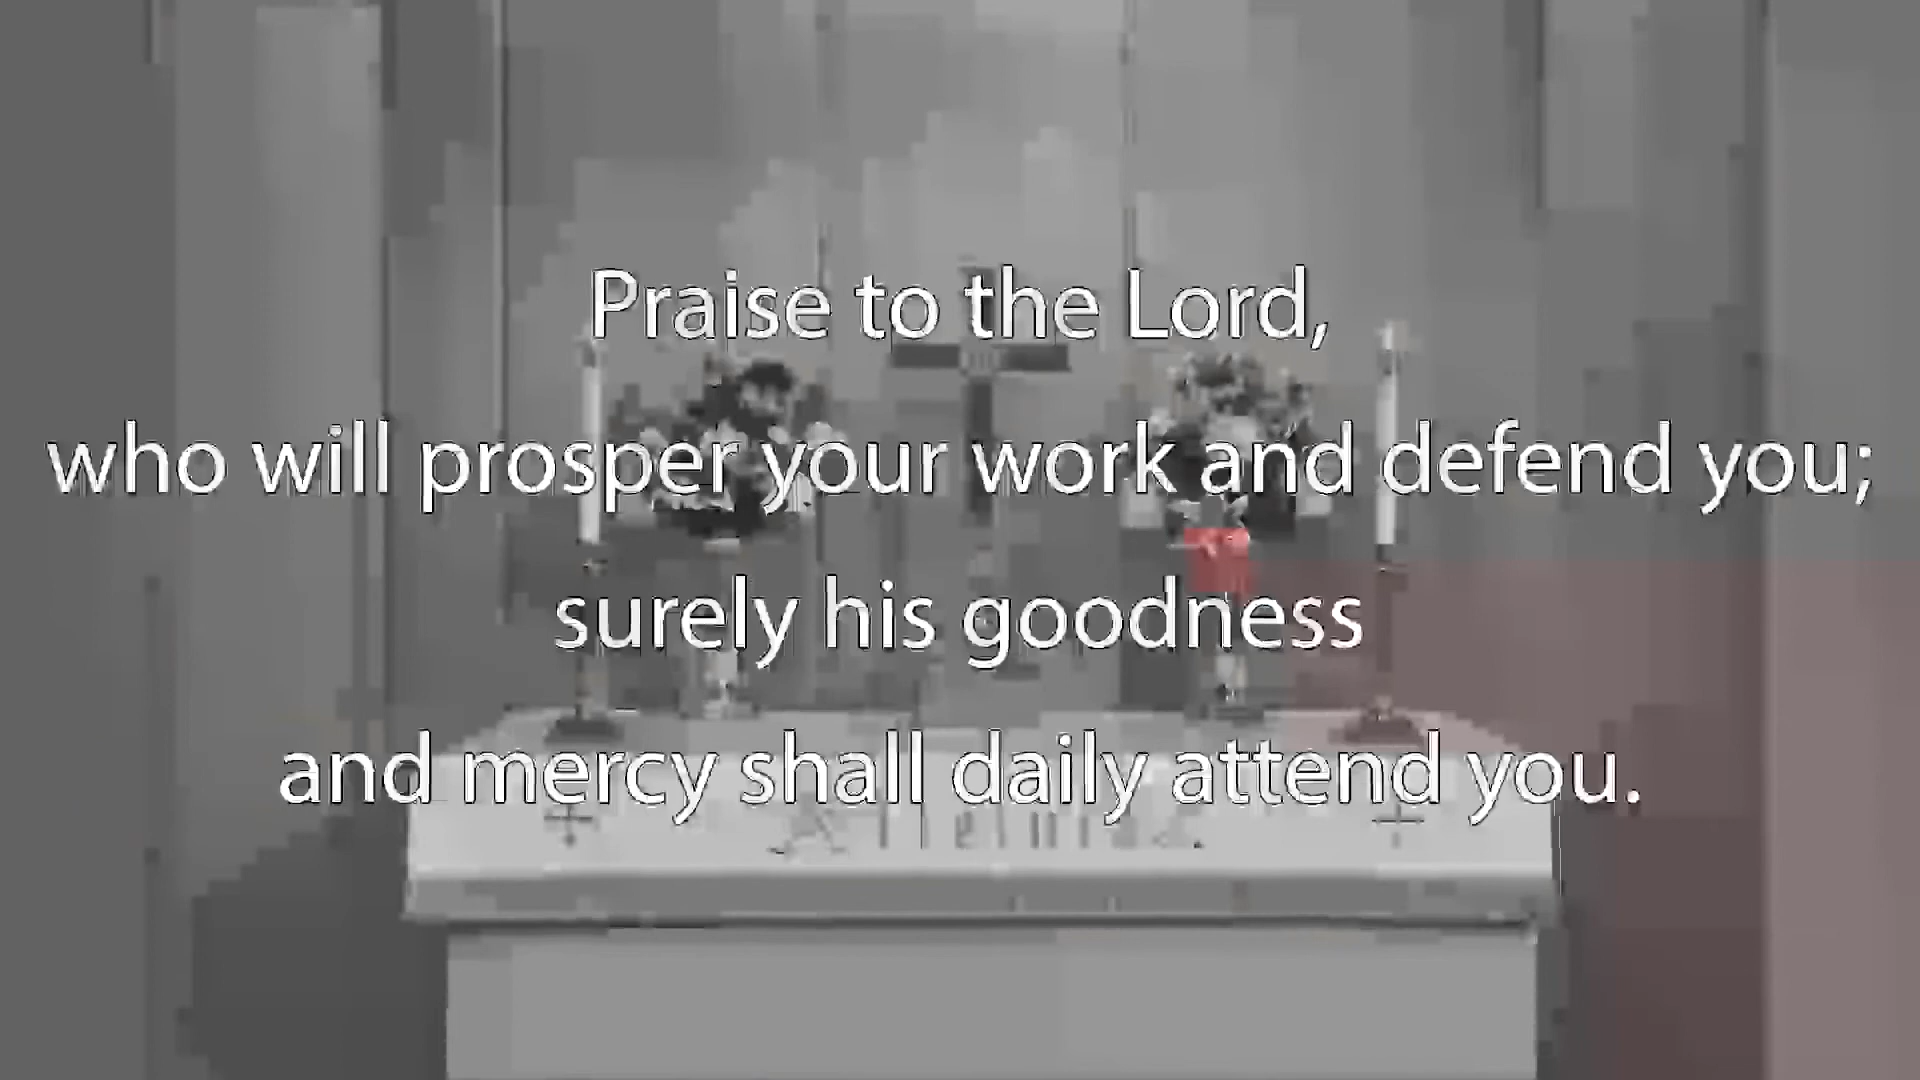 Praise to the Lord,
who will prosper your work and defend you;
surely his goodness
and mercy shall daily attend you.